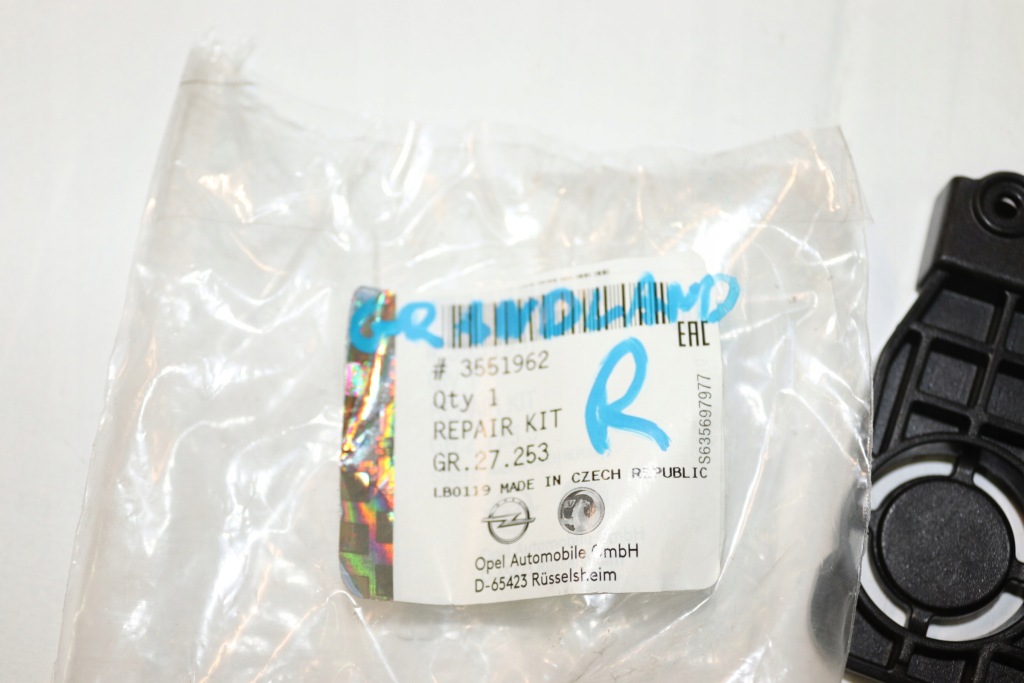 GRANDLAND
EAC
# 3551962
R
Qty 1
REPAIR KIT
GR.27.253
S635697977
LB0119 MADE IN CZECH REPUBLIC
Opel Automobile GmbH
D-65423 Rüsselsheim